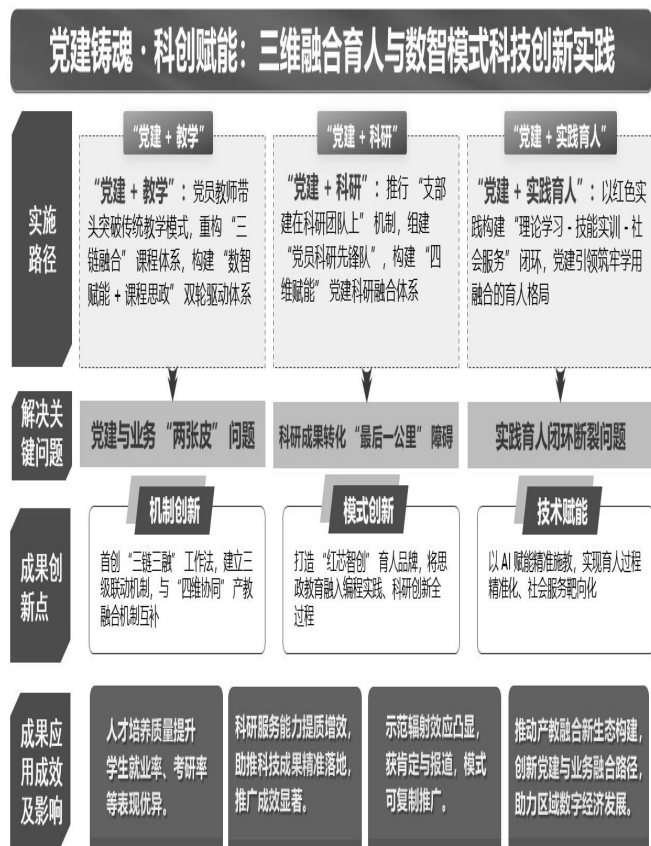 党建铸魂·科创赋能：三维融合育人与数智模式科技创新实践
实施
路径
“党建 + 教学”
“党建 + 教学”：党员教师带
头突破传统教学模式，重构 “三
链融合” 课程体系，构建 “数智
赋能 + 课程思政” 双轮驱动体系
“党建 + 科研”
“党建 + 科研”：推行 “支部
建在科研团队上” 机制，组建
“党员科研先锋队”，构建 “四
维赋能” 党建科研融合体系
“党建 + 实践育人”
“党建 + 实践育人”：以红色实
践构建 “理论学习 - 技能实训 - 社
会服务” 闭环，党建引领筑牢学用
融合的育人格局
解决关
键问题
党建与业务 “两张皮” 问题
科研成果转化 “最后一公里” 障碍
实践育人闭环断裂问题
成果创
新点
机制创新
首创 “三链三融” 工作法，建立三
级联动机制，与 “四维协同” 产教
融合机制互补
模式创新
打造 “红芯智创” 育人品牌，将思
政教育融入编程实践、科研创新全
过程
技术赋能
以 AI 赋能精准施教，实现育人过程
精准化、社会服务靶向化
成果应
用成效
及影响
人才培养质量提升
学生就业率、考研率
等表现优异。
科研服务能力提质增效，
助推科技成果精准落地，
推广成效显著。
示范辐射效应凸显，
获肯定与报道，模式
可复制推广。
推动产教融合新生态构建，
创新党建与业务融合路径，
助力区域数字经济发展。